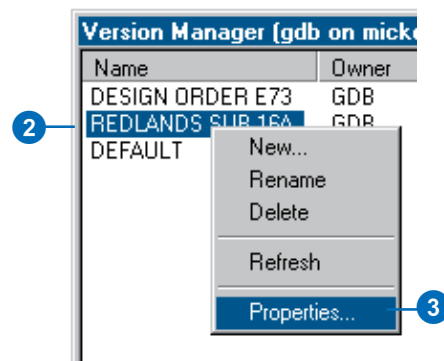 Version Manager (gdb on
Name Owner
DESIGN ORDER E73 GDB
2 REDLANDS SUB 16A GDB
DEFAULT
New...
Rename
Delete
Refresh
Properties... 3